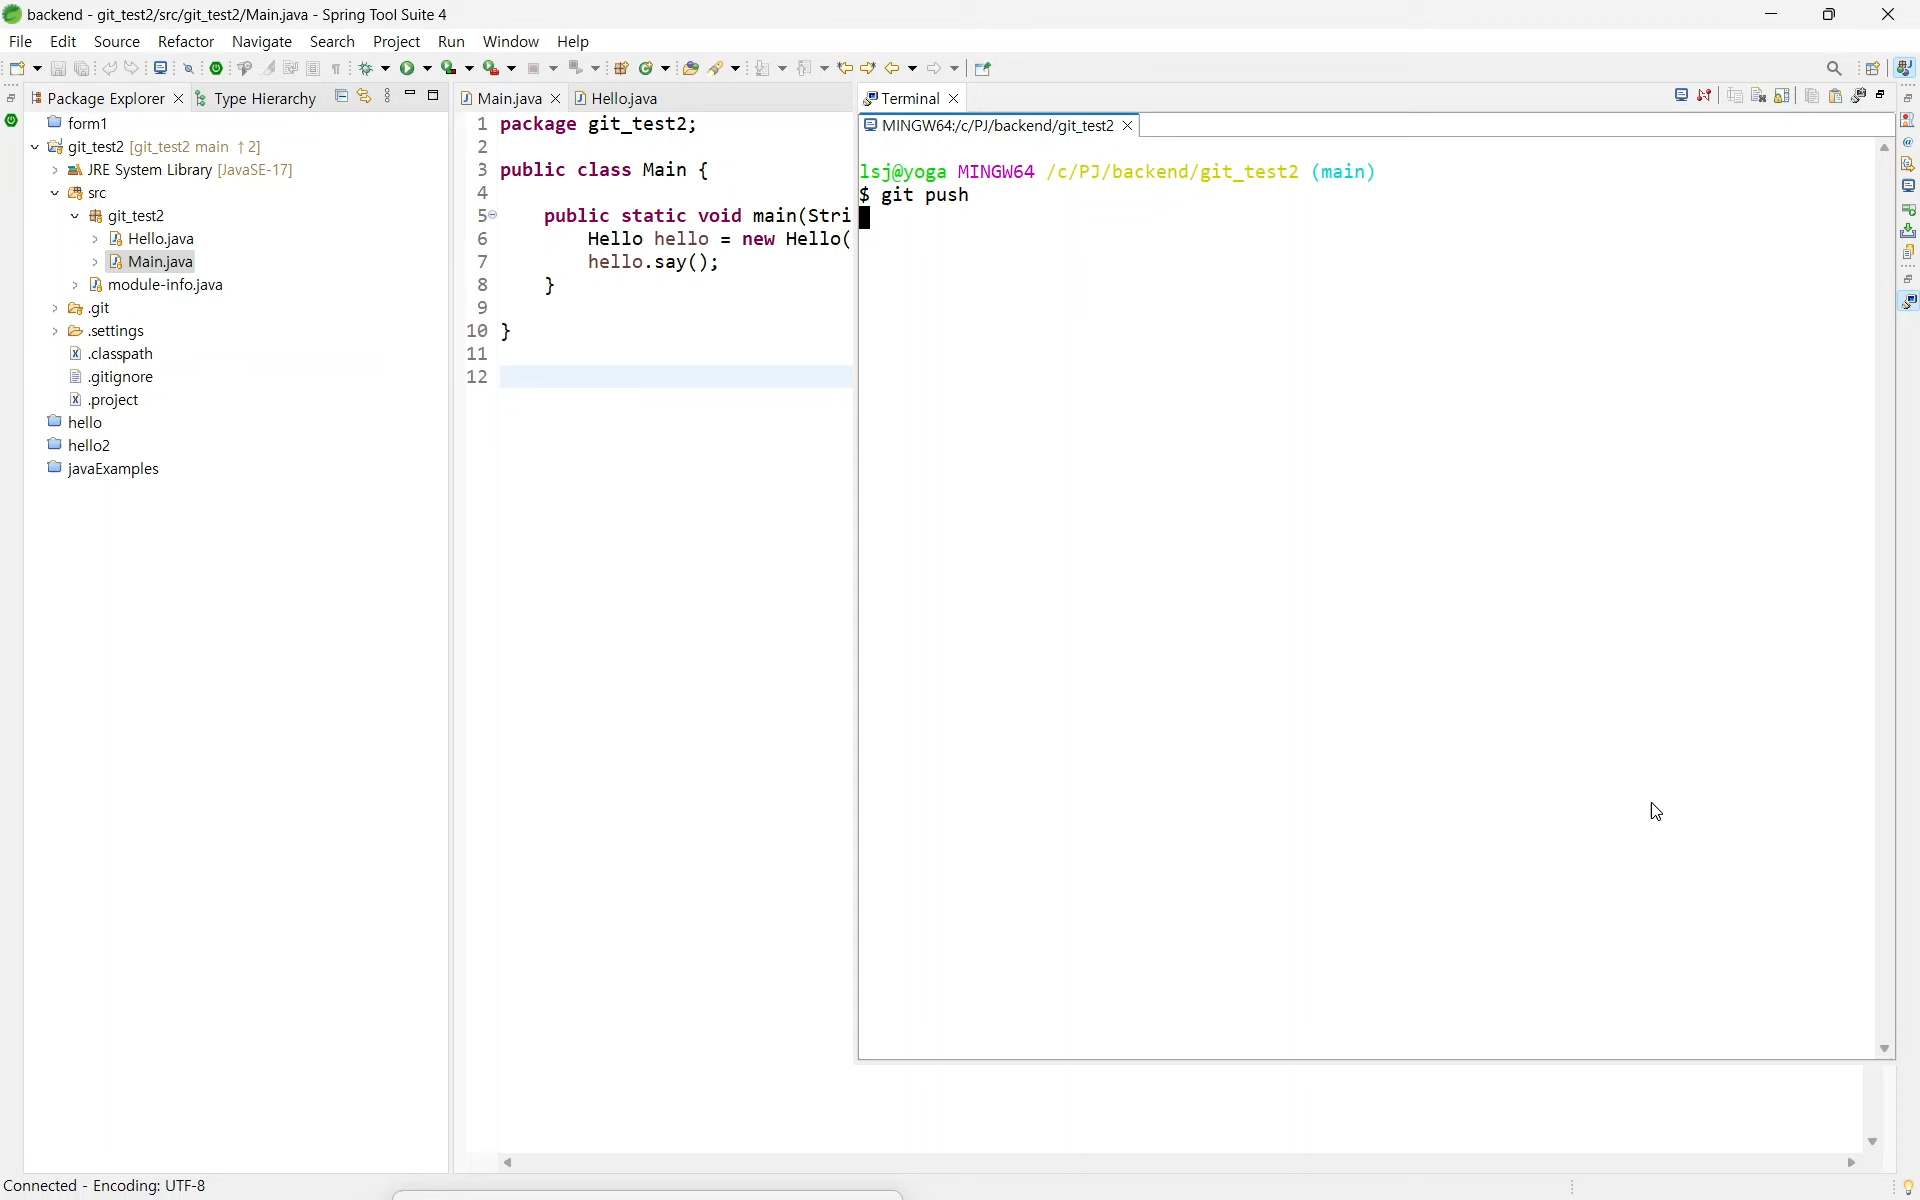 backend - git_test2/src/git_test2/Main.java - Spring Tool Suite 4
File Edit Source Refactor Navigate Search Project Run Window Help
Package Explorer
Type Hierarchy
form1
git_test2 [git_test2 main ↑2]
JRE System Library [JavaSE-17]
src
git_test2
Hello.java
Main.java
module-info.java
.git
.settings
.classpath
.gitignore
.project
hello
hello2
javaExamples
Main.java
Hello.java
1 package git_test2;
2
3 public class Main {
4
5 public static void main(Stri
6 Hello hello = new Hello(
7 hello.say();
8 }
9
10 }
11
12
Terminal
MINGW64:/c/PJ/backend/git_test2
lsj@yoga MINGW64 /c/PJ/backend/git_test2 (main)
$ git push
Connected - Encoding: UTF-8